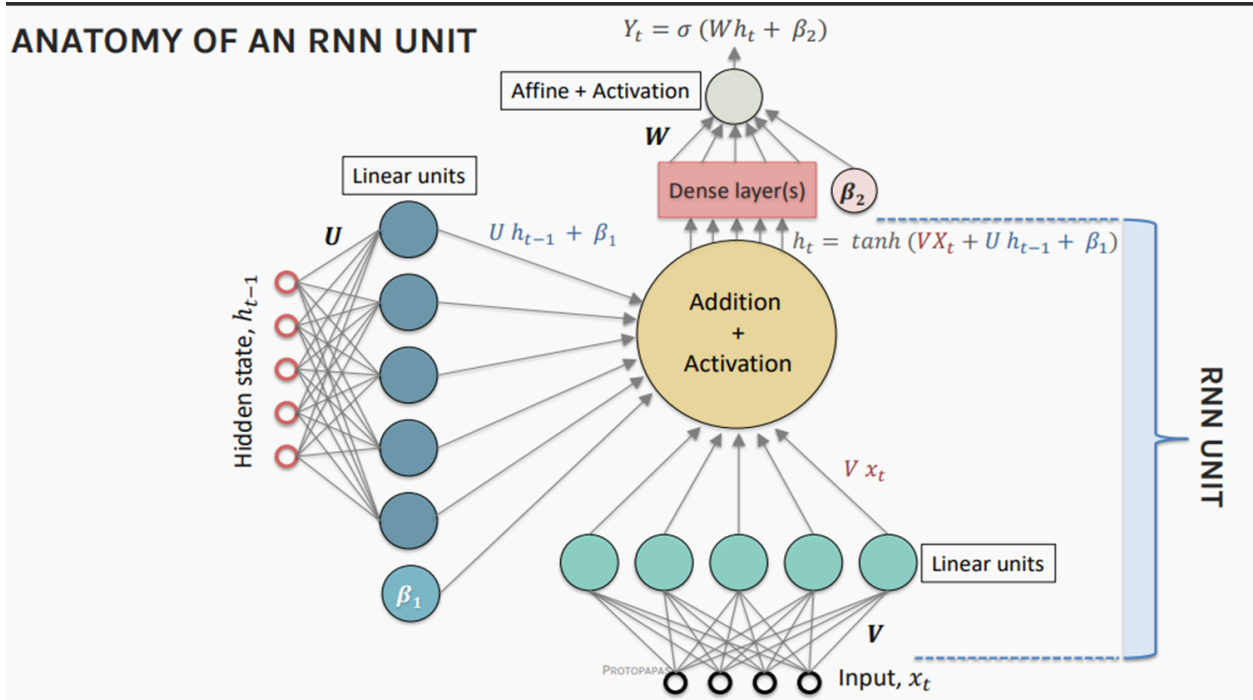 ANATOMY OF AN RNN UNIT
Yₜ = σ (Whₜ + β₂)
Affine + Activation
W
Linear units
Dense layer(s)
β₂
U
U hₜ₋₁ + β₁
hₜ = tanh (VXₜ + U hₜ₋₁ + β₁)
Hidden state, hₜ₋₁
Addition
+
Activation
RNN UNIT
V xₜ
Linear units
β₁
V
PROTOPAPAS
Input, xₜ